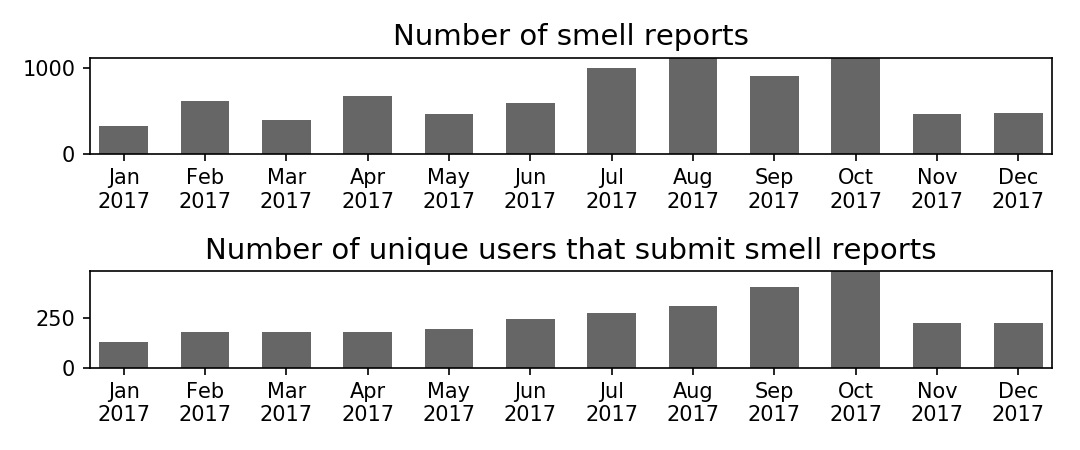 Number of smell reports
1000
0
Jan Feb Mar Apr May Jun Jul Aug Sep Oct Nov Dec
2017 2017 2017 2017 2017 2017 2017 2017 2017 2017 2017 2017
Number of unique users that submit smell reports
250
0
Jan Feb Mar Apr May Jun Jul Aug Sep Oct Nov Dec
2017 2017 2017 2017 2017 2017 2017 2017 2017 2017 2017 2017